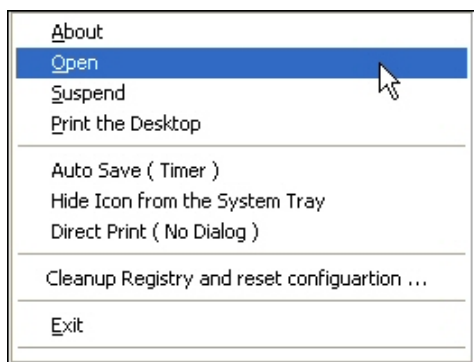 About
Open
Suspend
Print the Desktop
Auto Save ( Timer )
Hide Icon from the System Tray
Direct Print ( No Dialog )
Cleanup Registry and reset configuartion ...
Exit